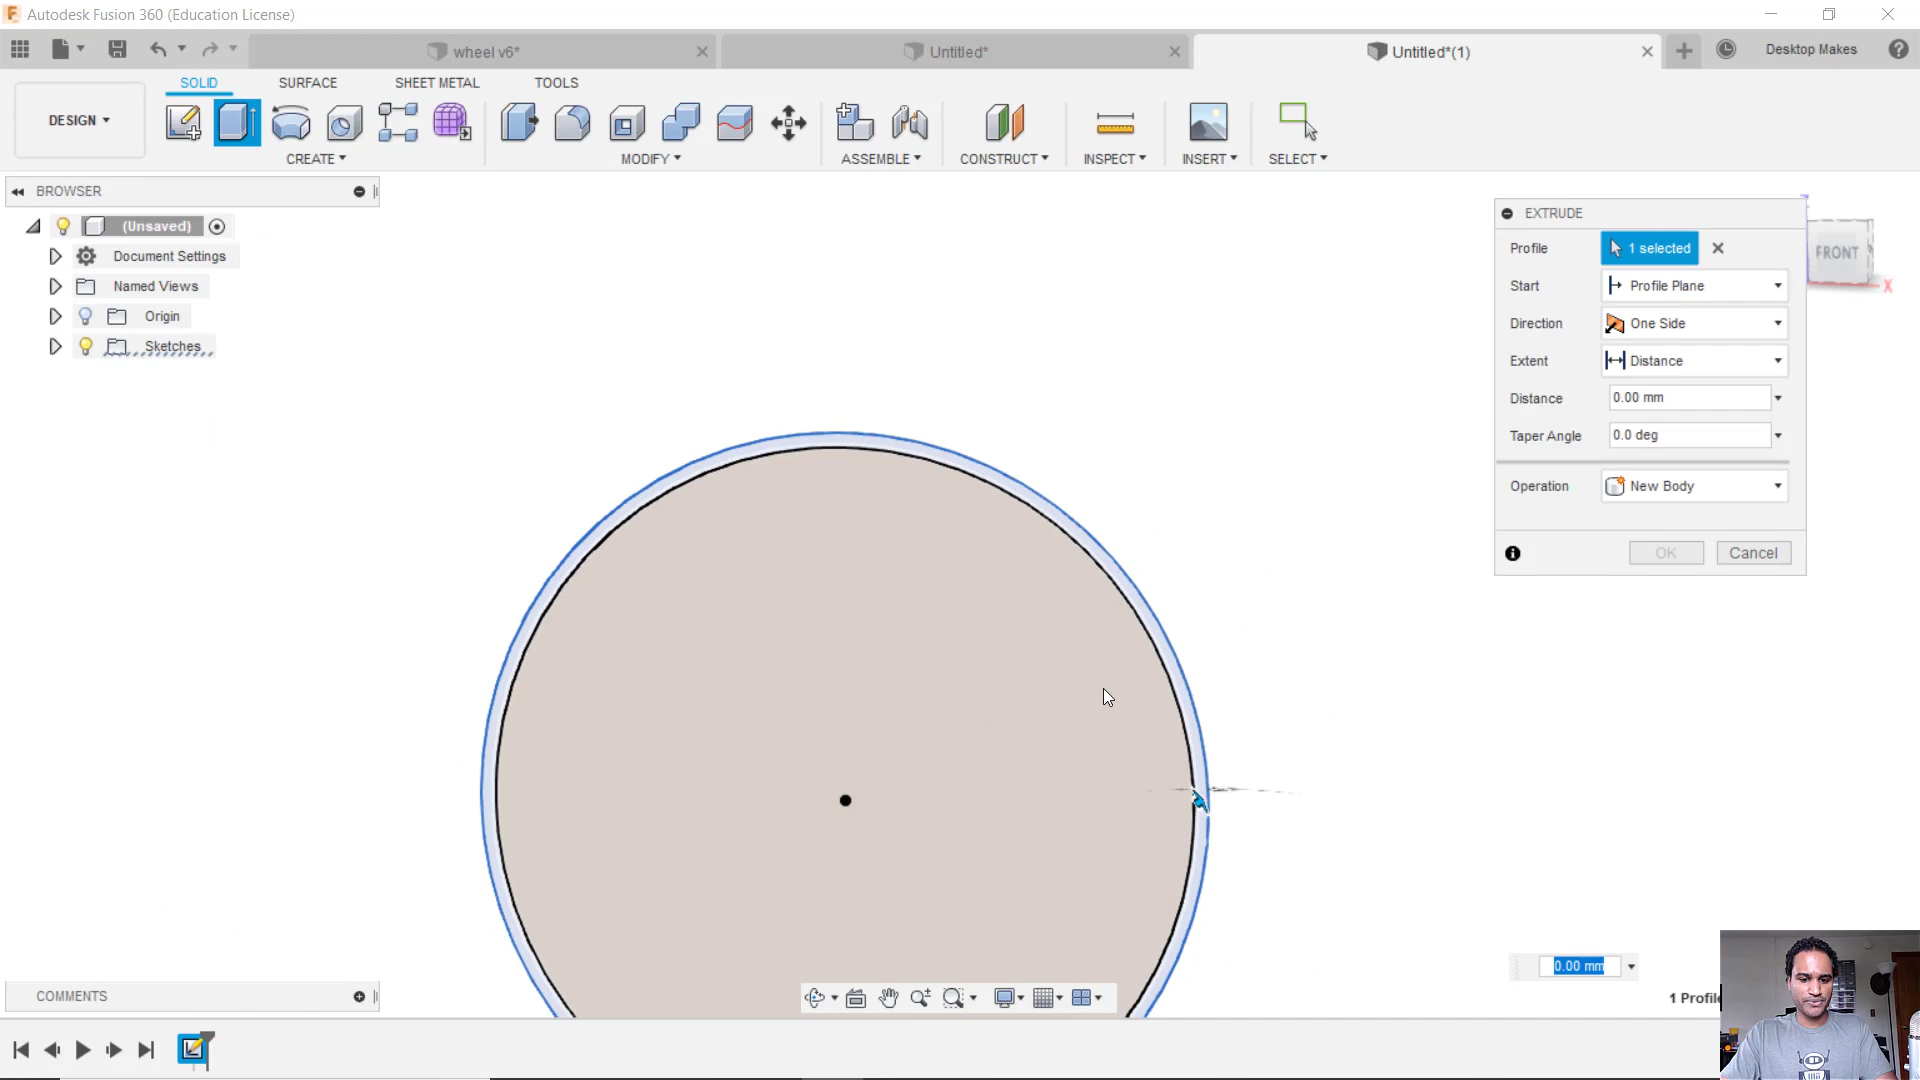 Autodesk Fusion 360 (Education License)
wheel v6*
Untitled*
Untitled*(1)
Desktop Makes
DESIGN
SOLID
SURFACE
SHEET METAL
TOOLS
CREATE
MODIFY
ASSEMBLE
CONSTRUCT
INSPECT
INSERT
SELECT
BROWSER
(Unsaved)
Document Settings
Named Views
Origin
Sketches
EXTRUDE
Profile
1 selected
Start
Profile Plane
Direction
One Side
Extent
Distance
Distance
0.00 mm
Taper Angle
0.0 deg
Operation
New Body
OK
Cancel
FRONT
X
0.00 mm
1 Profil
COMMENTS